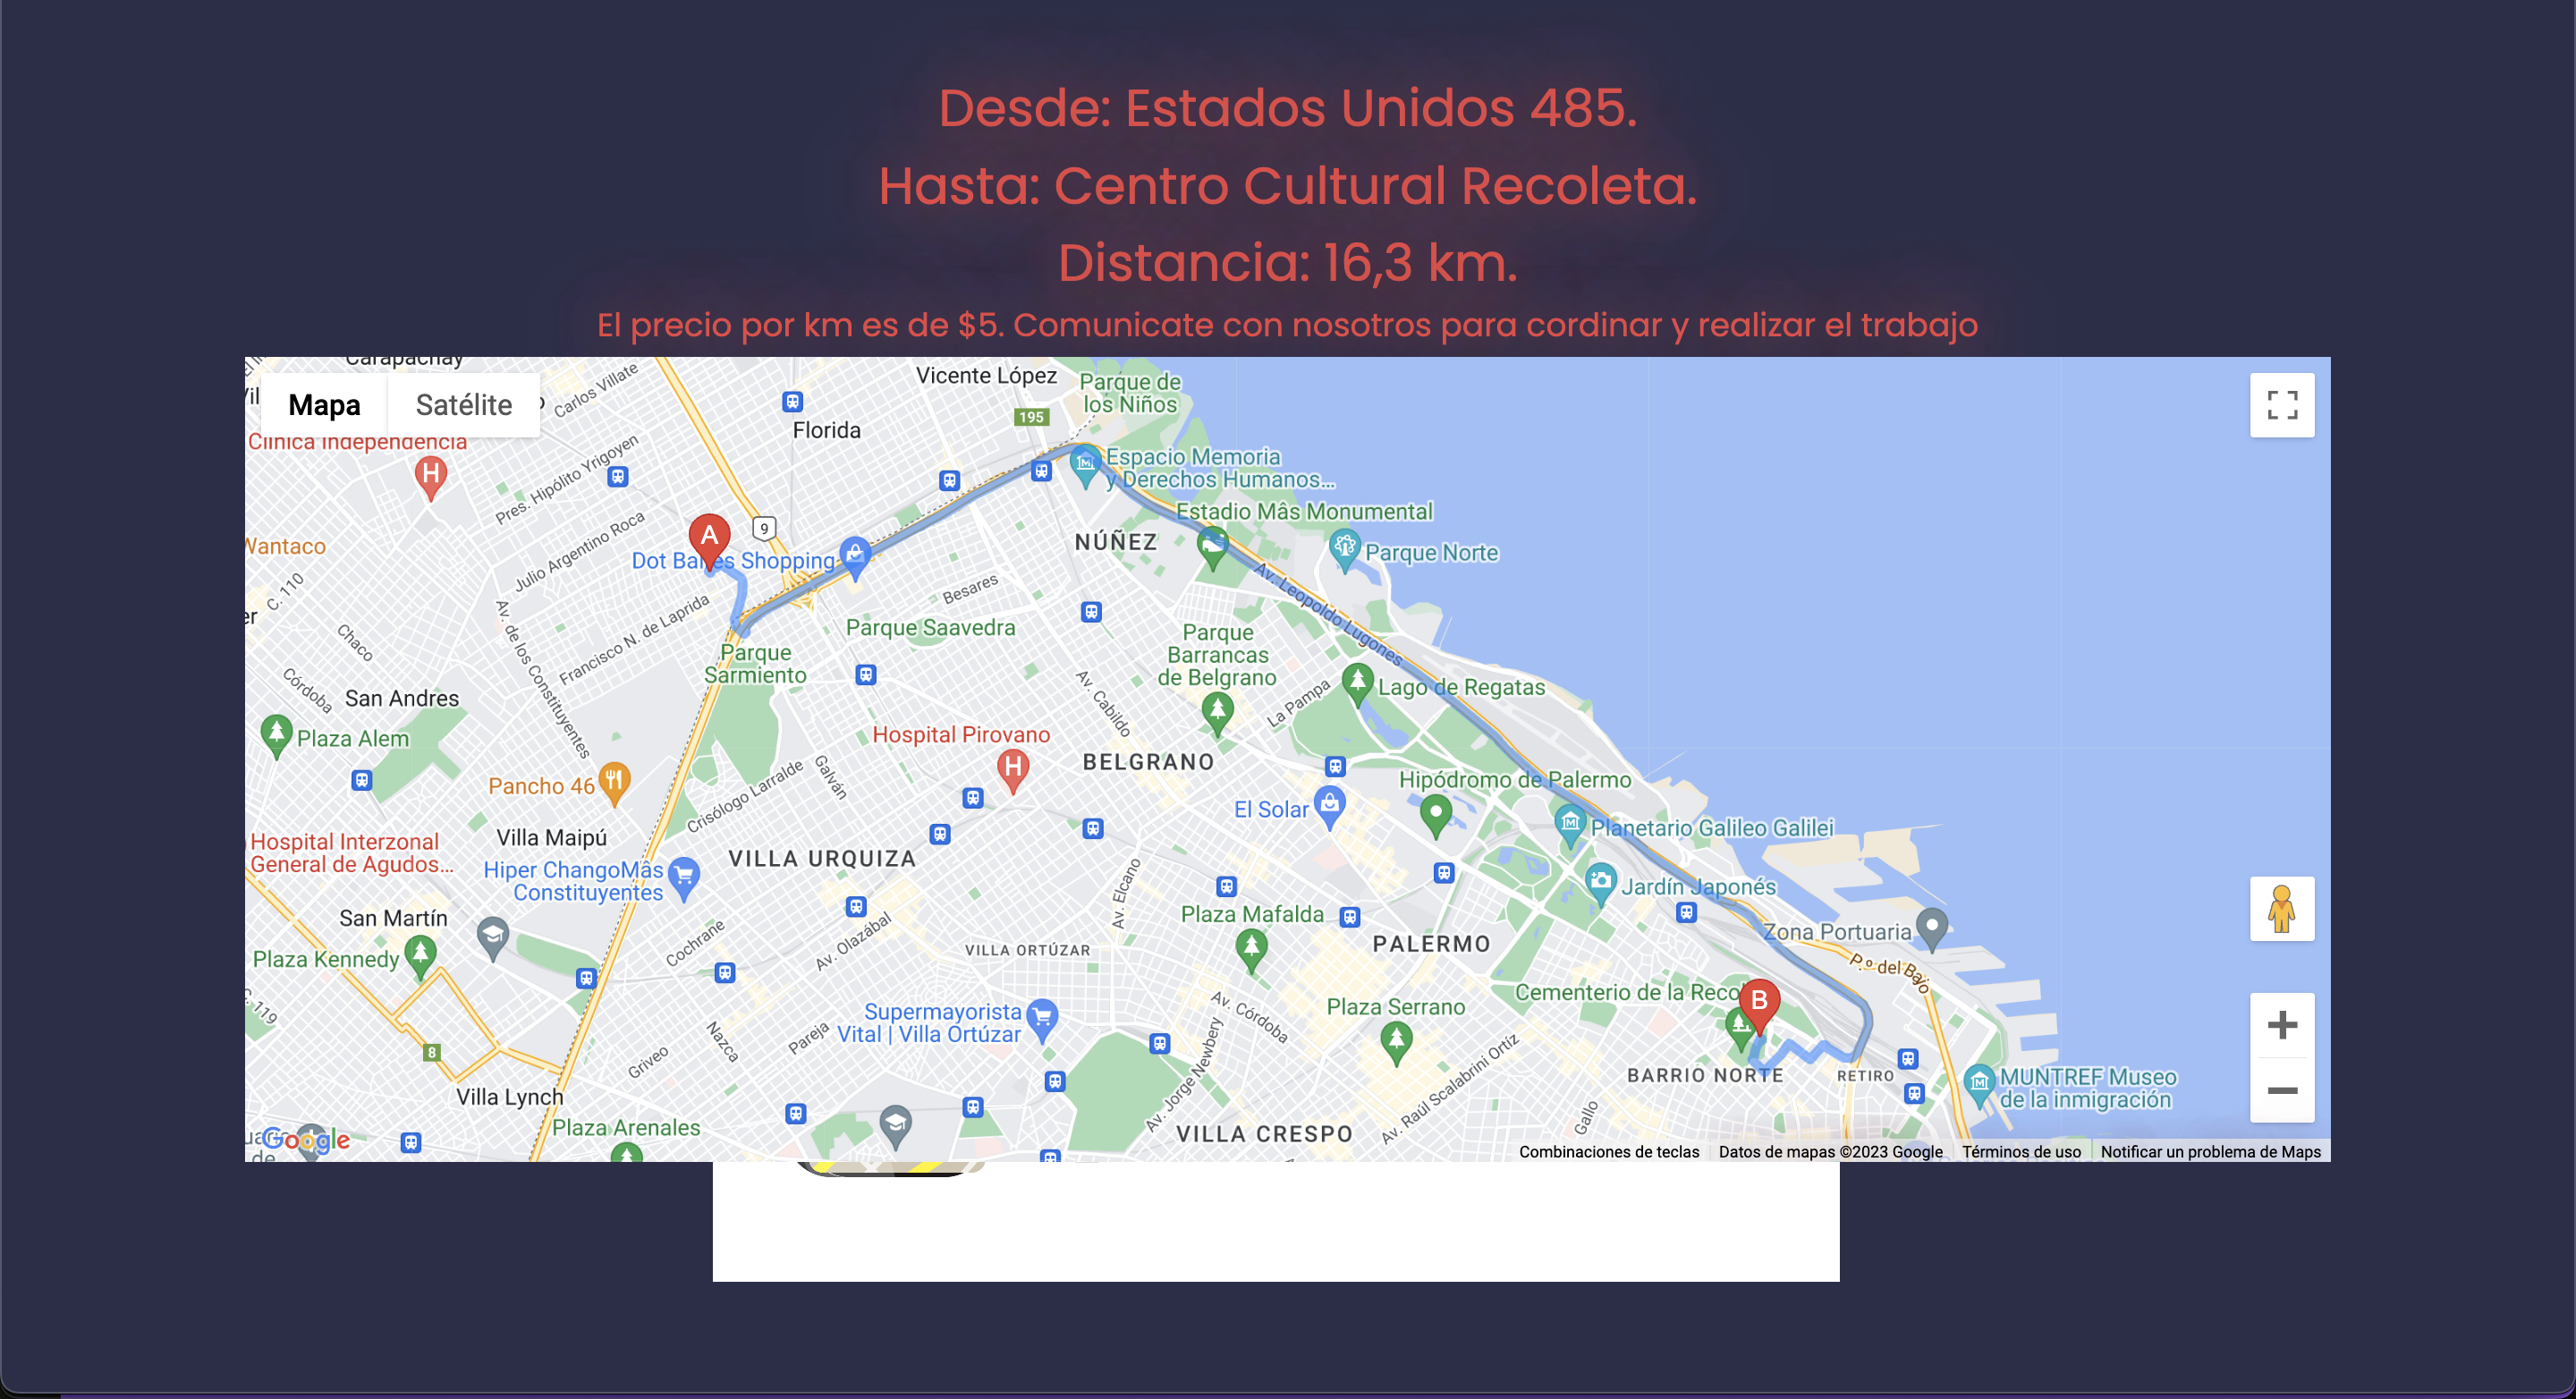 Desde: Estados Unidos 485.
Hasta: Centro Cultural Recoleta.
Distancia: 16,3 km.
El precio por km es de $5. Comunicate con nosotros para cordinar y realizar el trabajo
Carapachay
Carlos Villate
Vicente López
Parque de
los Niños
Mapa
Satélite
195
Florida
Clínica Independencia
H
Pres. Hipólito Yrigoyen
Espacio Memoria
y Derechos Humanos...
Estadio Mâs Monumental
Julio Argentino Roca
A
9
NÚÑEZ
Parque Norte
Wantaco
Shopping
C. 110
Besares
Av. Leopoldo Lugones
Francisco N. de Laprida
Av. de los Constituyentes
Parque Saavedra
Chaco
Parque
Sarmiento
Parque
Barrancas
de Belgrano
Córdoba
San Andres
Av. Cabildo
La Pampa
Lago de Regatas
Plaza Alem
Hospital Pirovano
H
BELGRANO
Crisólogo Larralde
Galván
Pancho 46
Hipódromo de Palermo
El Solar
Planetario Galileo Galilei
Hospital Interzonal
General de Agudos...
Villa Maipú
VILLA URQUIZA
Hiper ChangoMâs
Constituyentes
Av. Elcano
Jardín Japonés
San Martín
Plaza Mafalda
Cochrane
Av. Olazábal
VILLA ORTÚZAR
PALERMO
Zona Portuaria
Plaza Kennedy
P.º del Bajo
C. 119
Cementerio de la Reco
B
Supermayorista
Vital | Villa Ortúzar
Av. Córdoba
Plaza Serrano
Nazca
Pareja
8
Griveo
Av. Jorge Newbery
Av. Raúl Scalabrini Ortíz
BARRIO NORTE
RETIRO
MUNTREF Museo
de la inmigración
Villa Lynch
Gallo
Plaza Arenales
VILLA CRESPO
Google
de
Combinaciones de teclas
Datos de mapas ©2023 Google
Términos de uso
Notificar un problema de Maps